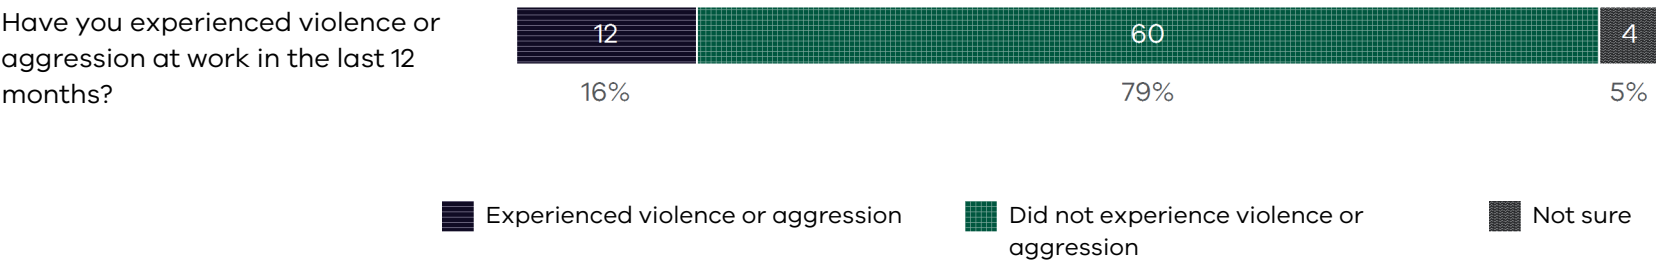 Have you experienced violence or
aggression at work in the last 12
months?
12 60 4
16% 79% 5%
Experienced violence or aggression
Did not experience violence or
aggression
Not sure